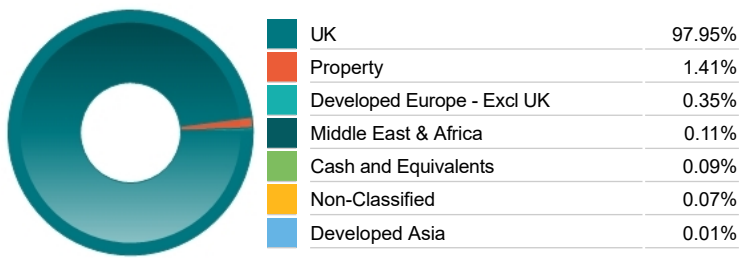 UK 97.95%
Property 1.41%
Developed Europe - Excl UK 0.35%
Middle East & Africa 0.11%
Cash and Equivalents 0.09%
Non-Classified 0.07%
Developed Asia 0.01%